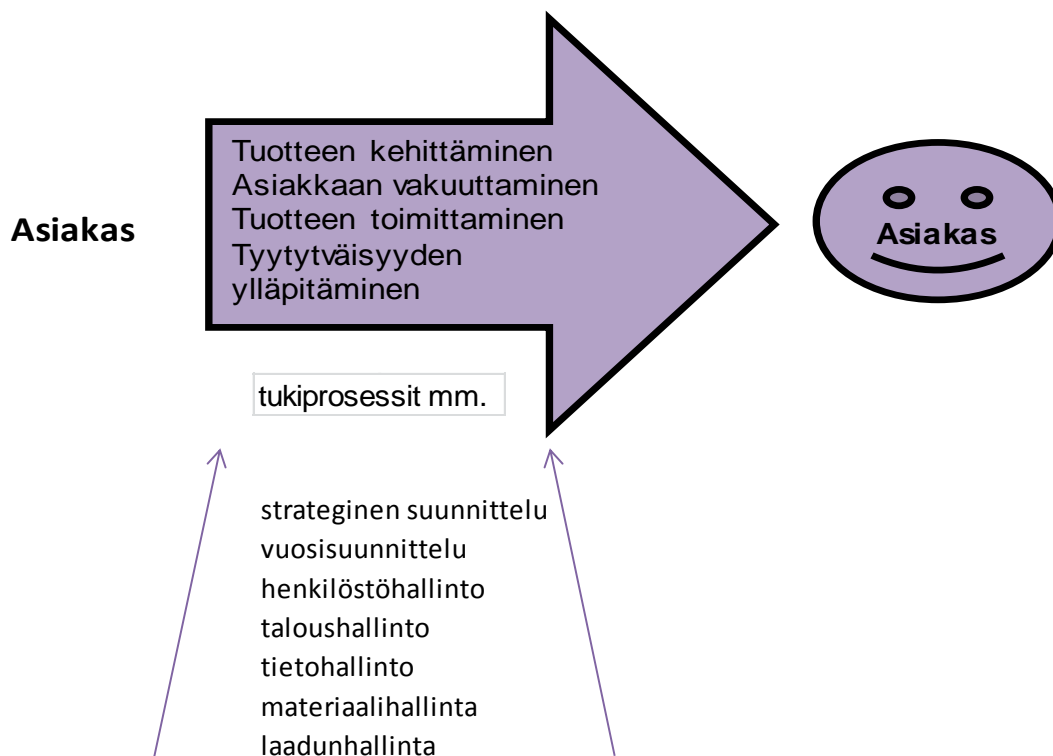 Asiakas
Tuotteen kehittäminen
Asiakkaan vakuuttaminen
Tuotteen toimittaminen
Tyytytväisyyden
ylläpitäminen
Asiakas
tukiprosessit mm.
strateginen suunnittelu
vuosisuunnittelu
henkilöstöhallinto
taloushallinto
tietohallinto
materiaalihallinta
laadunhallinta